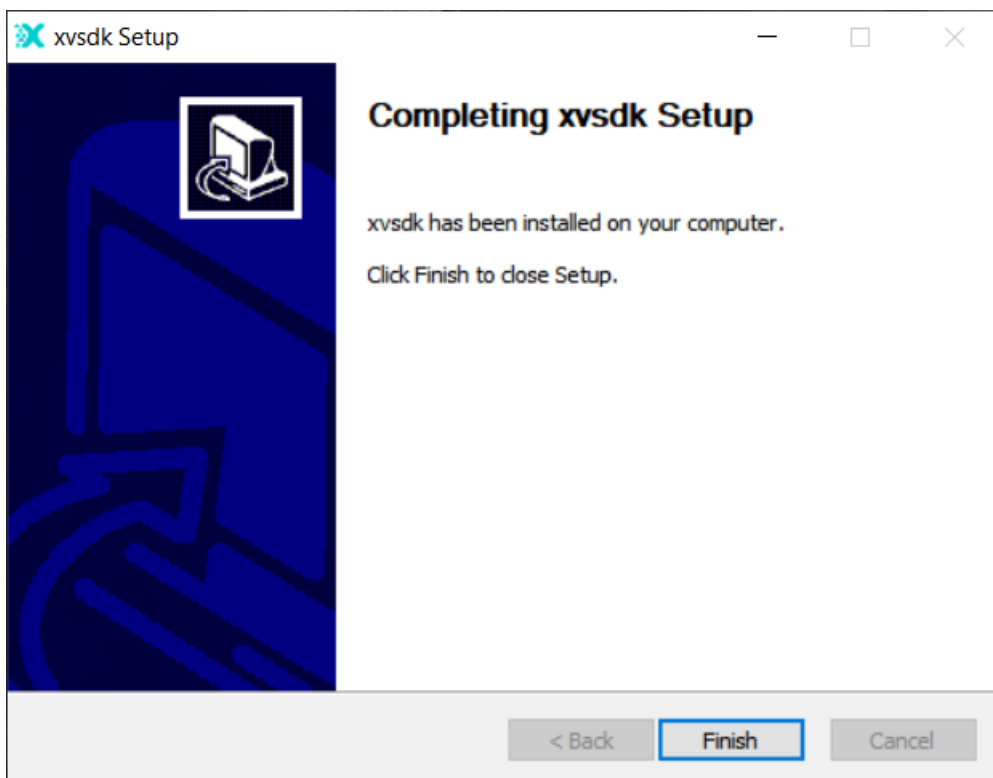 xvsdk Setup
Completing xvsdk Setup
xvsdk has been installed on your computer.
Click Finish to close Setup.
< Back
Finish
Cancel